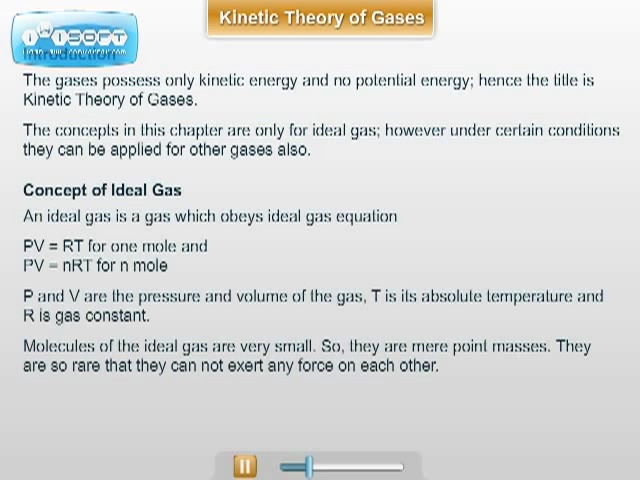 Kinetic Theory of Gases
iWiSOFT
Introduction
The gases possess only kinetic energy and no potential energy; hence the title is
Kinetic Theory of Gases.
The concepts in this chapter are only for ideal gas; however under certain conditions
they can be applied for other gases also.
Concept of Ideal Gas
An ideal gas is a gas which obeys ideal gas equation
PV = RT for one mole and
PV = nRT for n mole
P and V are the pressure and volume of the gas, T is its absolute temperature and
R is gas constant.
Molecules of the ideal gas are very small. So, they are mere point masses. They
are so rare that they can not exert any force on each other.